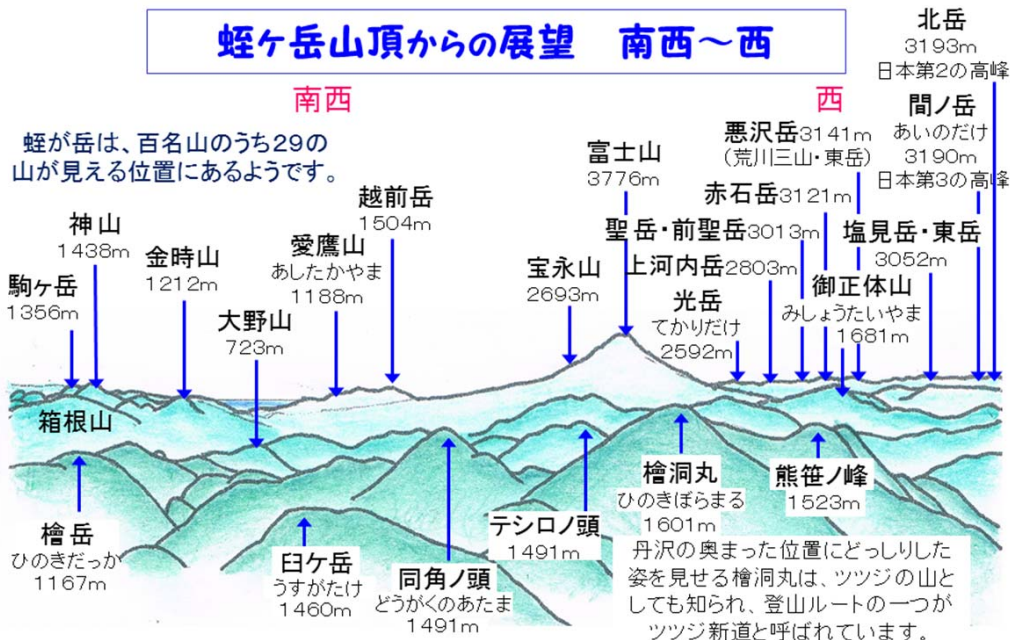 蛭ヶ岳山頂からの展望　南西～西
南西
西
蛭が岳は、百名山のうち29の
山が見える位置にあるようです。
駒ヶ岳
1356m
神山
1438m
金時山
1212m
大野山
723m
愛鷹山
あしたかやま
1188m
越前岳
1504m
宝永山
2693m
富士山
3776m
聖岳・前聖岳3013m
上河内岳2803m
光岳
てかりだけ
2592m
赤石岳3121m
悪沢岳3141m
(荒川三山・東岳)
御正体山
みしょうたいやま
1681m
塩見岳・東岳
3052m
間ノ岳
あいのだけ
3190m
日本第3の高峰
北岳
3193m
日本第2の高峰
箱根山
檜岳
ひのきだっか
1167m
臼ケ岳
うすがたけ
1460m
同角ノ頭
どうがくのあたま
1491m
テシロノ頭
1491m
檜洞丸
ひのきぼらまる
1601m
熊笹ノ峰
1523m
丹沢の奥まった位置にどっしりした
姿を見せる檜洞丸は、ツツジの山と
しても知られ、登山ルートの一つが
ツツジ新道と呼ばれています。